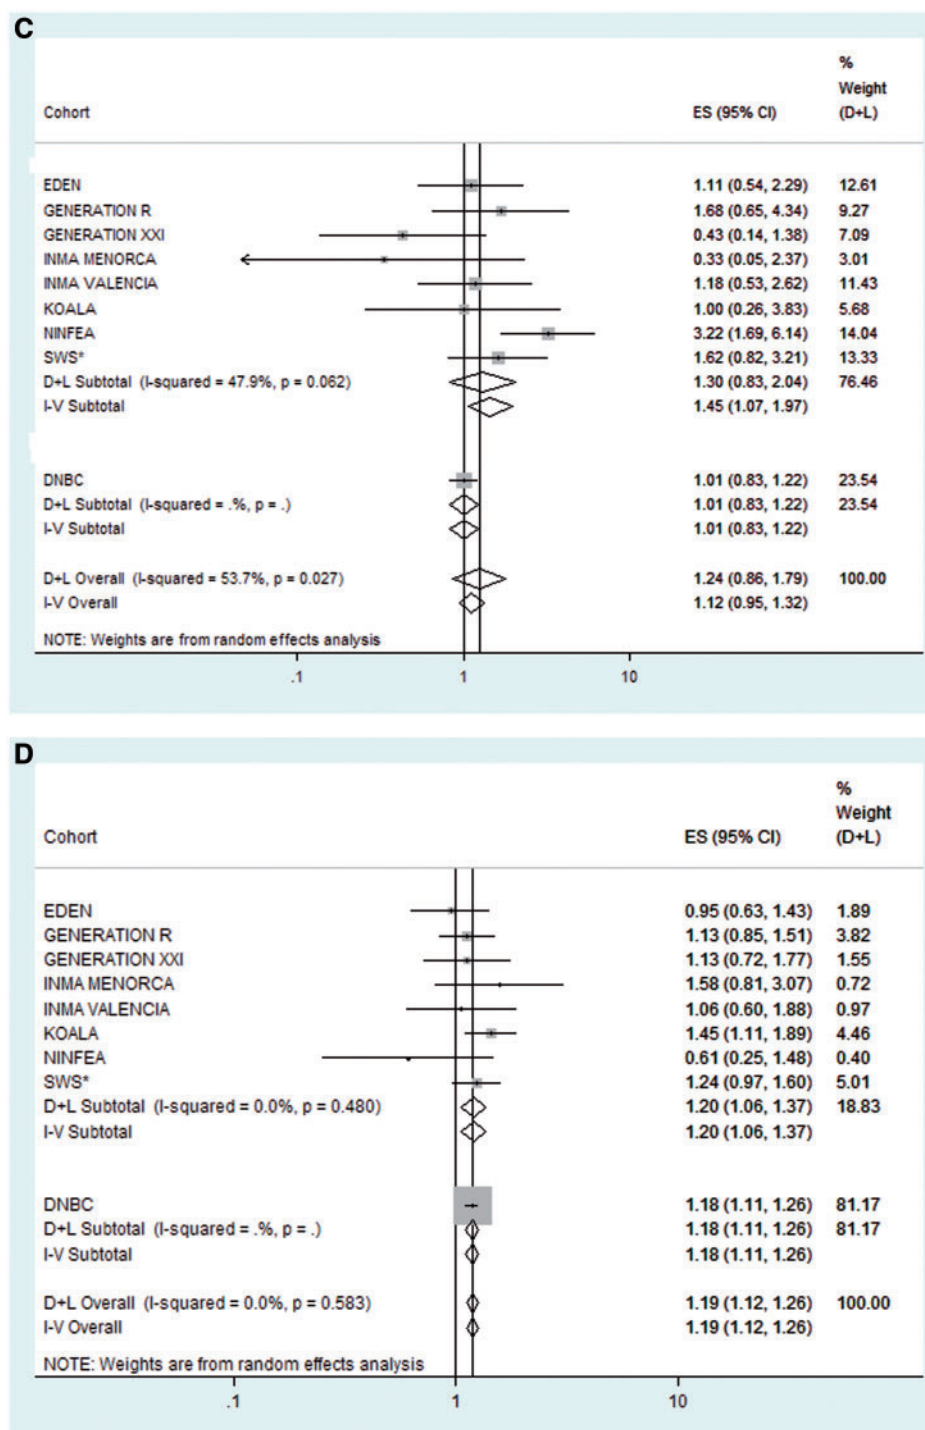 C
%
Weight
Cohort ES (95% CI) (D+L)
EDEN 1.11 (0.54, 2.29) 12.61
GENERATION R 1.68 (0.65, 4.34) 9.27
GENERATION XXI 0.43 (0.14, 1.38) 7.09
INMA MENORCA 0.33 (0.05, 2.37) 3.01
INMA VALENCIA 1.18 (0.53, 2.62) 11.43
KOALA 1.00 (0.26, 3.83) 5.68
NINFEA 3.22 (1.69, 6.14) 14.04
SWS* 1.62 (0.82, 3.21) 13.33
D+L Subtotal (I-squared = 47.9%, p = 0.062) 1.30 (0.83, 2.04) 76.46
I-V Subtotal 1.45 (1.07, 1.97)
DNBC 1.01 (0.83, 1.22) 23.54
D+L Subtotal (I-squared = .%, p = .) 1.01 (0.83, 1.22) 23.54
I-V Subtotal 1.01 (0.83, 1.22)
D+L Overall (I-squared = 53.7%, p = 0.027) 1.24 (0.86, 1.79) 100.00
I-V Overall 1.12 (0.95, 1.32)
NOTE: Weights are from random effects analysis
.1 1 10
D
%
Weight
Cohort ES (95% CI) (D+L)
EDEN 0.95 (0.63, 1.43) 1.89
GENERATION R 1.13 (0.85, 1.51) 3.82
GENERATION XXI 1.13 (0.72, 1.77) 1.55
INMA MENORCA 1.58 (0.81, 3.07) 0.72
INMA VALENCIA 1.06 (0.60, 1.88) 0.97
KOALA 1.45 (1.11, 1.89) 4.46
NINFEA 0.61 (0.25, 1.48) 0.40
SWS* 1.24 (0.97, 1.60) 5.01
D+L Subtotal (I-squared = 0.0%, p = 0.480) 1.20 (1.06, 1.37) 18.83
I-V Subtotal 1.20 (1.06, 1.37)
DNBC 1.18 (1.11, 1.26) 81.17
D+L Subtotal (I-squared = .%, p = .) 1.18 (1.11, 1.26) 81.17
I-V Subtotal 1.18 (1.11, 1.26)
D+L Overall (I-squared = 0.0%, p = 0.583) 1.19 (1.12, 1.26) 100.00
I-V Overall 1.19 (1.12, 1.26)
NOTE: Weights are from random effects analysis
.1 1 10